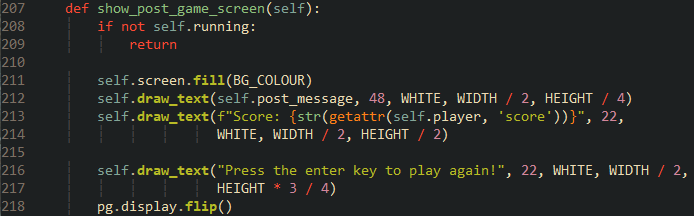 207 def show_post_game_screen(self):
208 if not self.running:
209 return
210
211 self.screen.fill(BG_COLOUR)
212 self.draw_text(self.post_message, 48, WHITE, WIDTH / 2, HEIGHT / 4)
213 self.draw_text(f"Score: {str(getattr(self.player, 'score'))}", 22,
214 WHITE, WIDTH / 2, HEIGHT / 2)
215
216 self.draw_text("Press the enter key to play again!", 22, WHITE, WIDTH / 2,
217 HEIGHT * 3 / 4)
218 pg.display.flip()